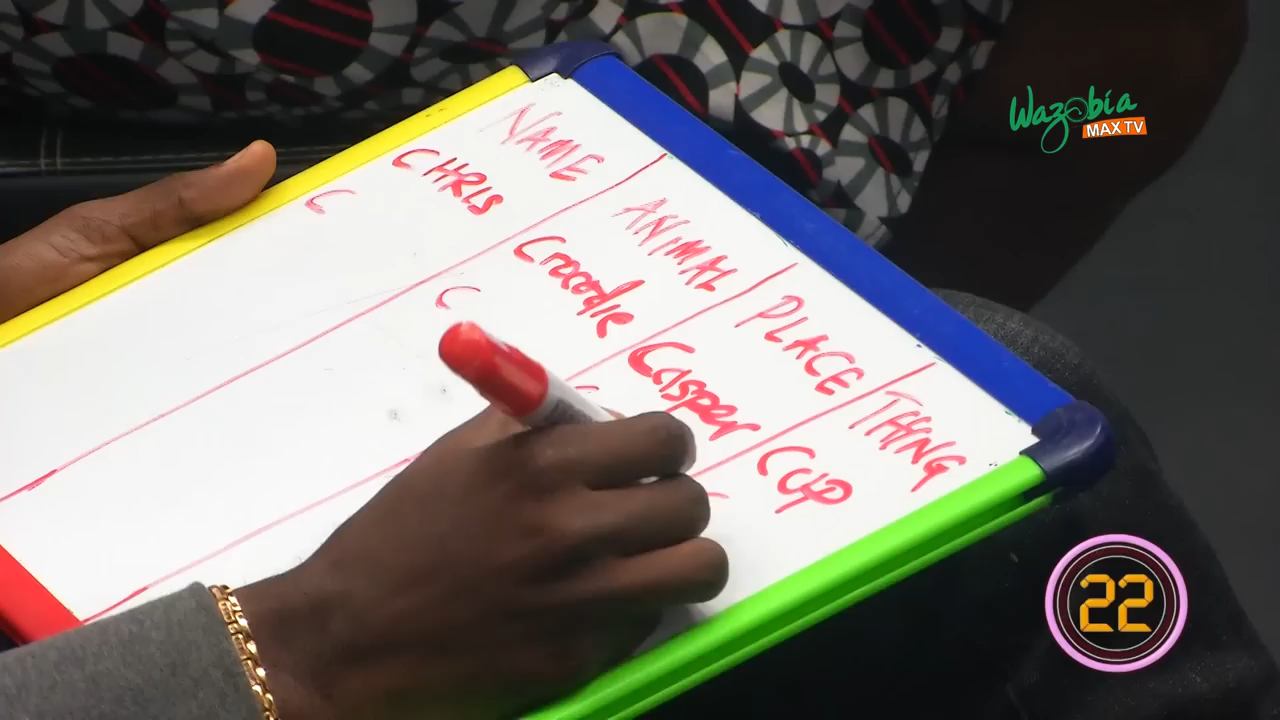 Wazobia
MAX TV
NAME ANIMAL PLACE THING
CHRIS Crocodile Casper CUP
C C C C
22